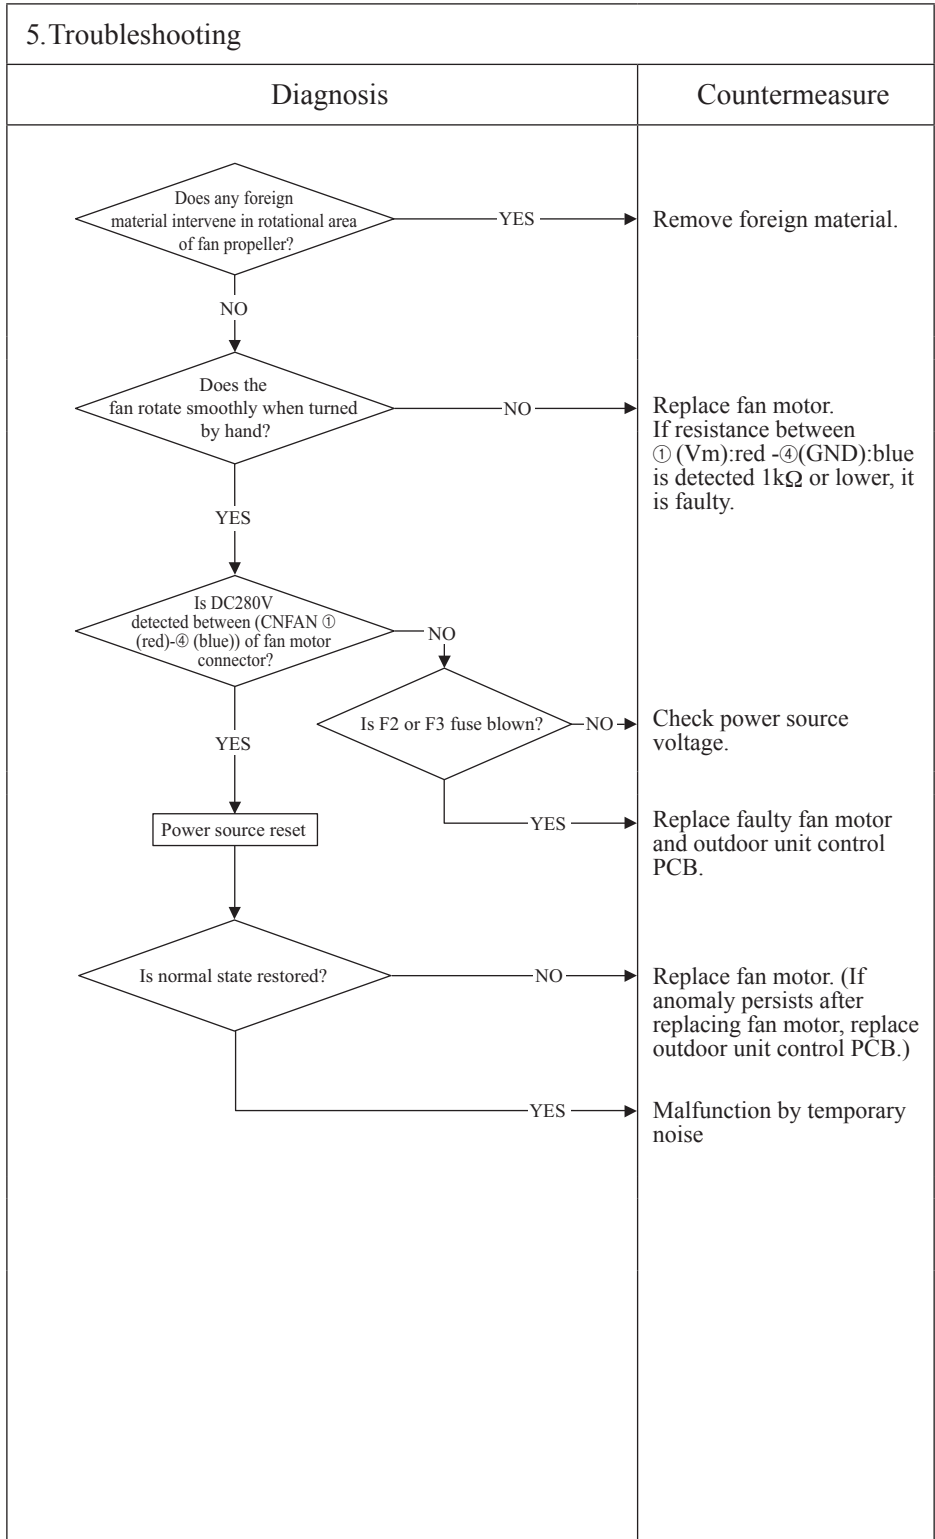 5.Troubleshooting
Diagnosis
Countermeasure
Does any foreign
material intervene in rotational area
of fan propeller?
YES
Remove foreign material.
NO
Does the
fan rotate smoothly when turned
by hand?
NO
Replace fan motor.
If resistance between
① (Vm):red -④(GND):blue
is detected 1kΩ or lower, it
is faulty.
YES
Is DC280V
detected between (CNFAN ①
(red)-④ (blue)) of fan motor
connector?
NO
Is F2 or F3 fuse blown?
NO
Check power source
voltage.
YES
YES
Replace faulty fan motor
and outdoor unit control
PCB.
Power source reset
Is normal state restored?
NO
Replace fan motor. (If
anomaly persists after
replacing fan motor, replace
outdoor unit control PCB.)
YES
Malfunction by temporary
noise